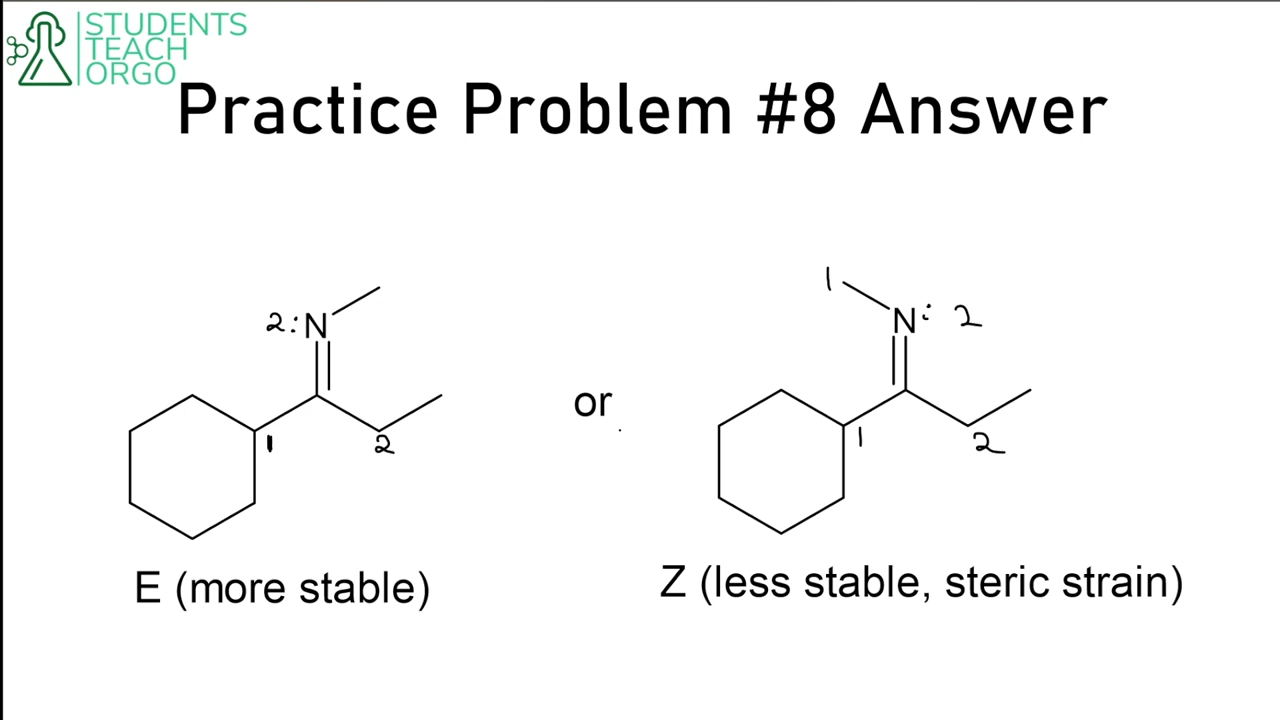 STUDENTS
TEACH
ORGO
Practice Problem #8 Answer
2:N
1
2
or
1
N: 2
1
2
E (more stable)
Z (less stable, steric strain)